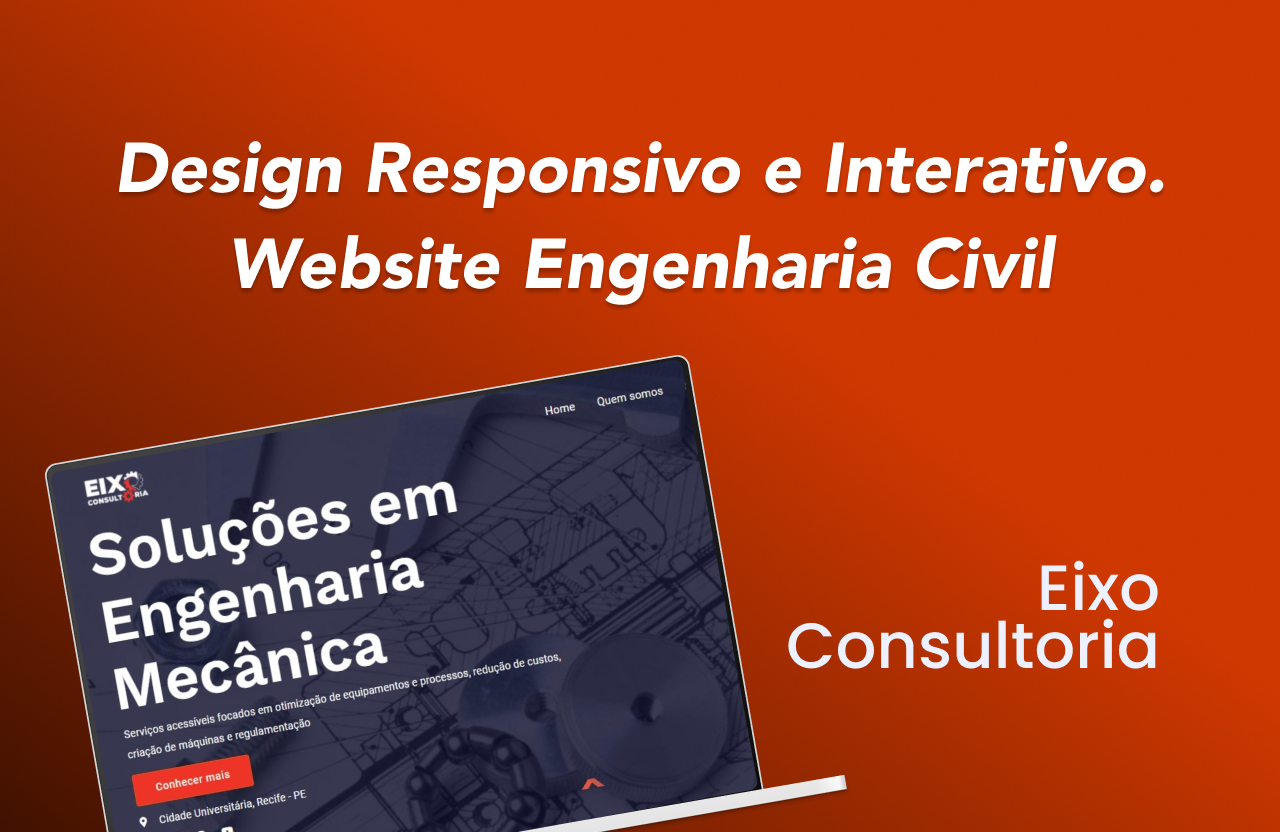 Design Responsivo e Interativo.
Website Engenharia Civil
Home Quem somos
EIXO
CONSULTORIA
Soluções em
Engenharia
Mecânica
Serviços acessíveis focados em otimização de equipamentos e processos, redução de custos,
criação de máquinas e regulamentação
Conhecer mais
Cidade Universitária, Recife - PE
Eixo
Consultoria